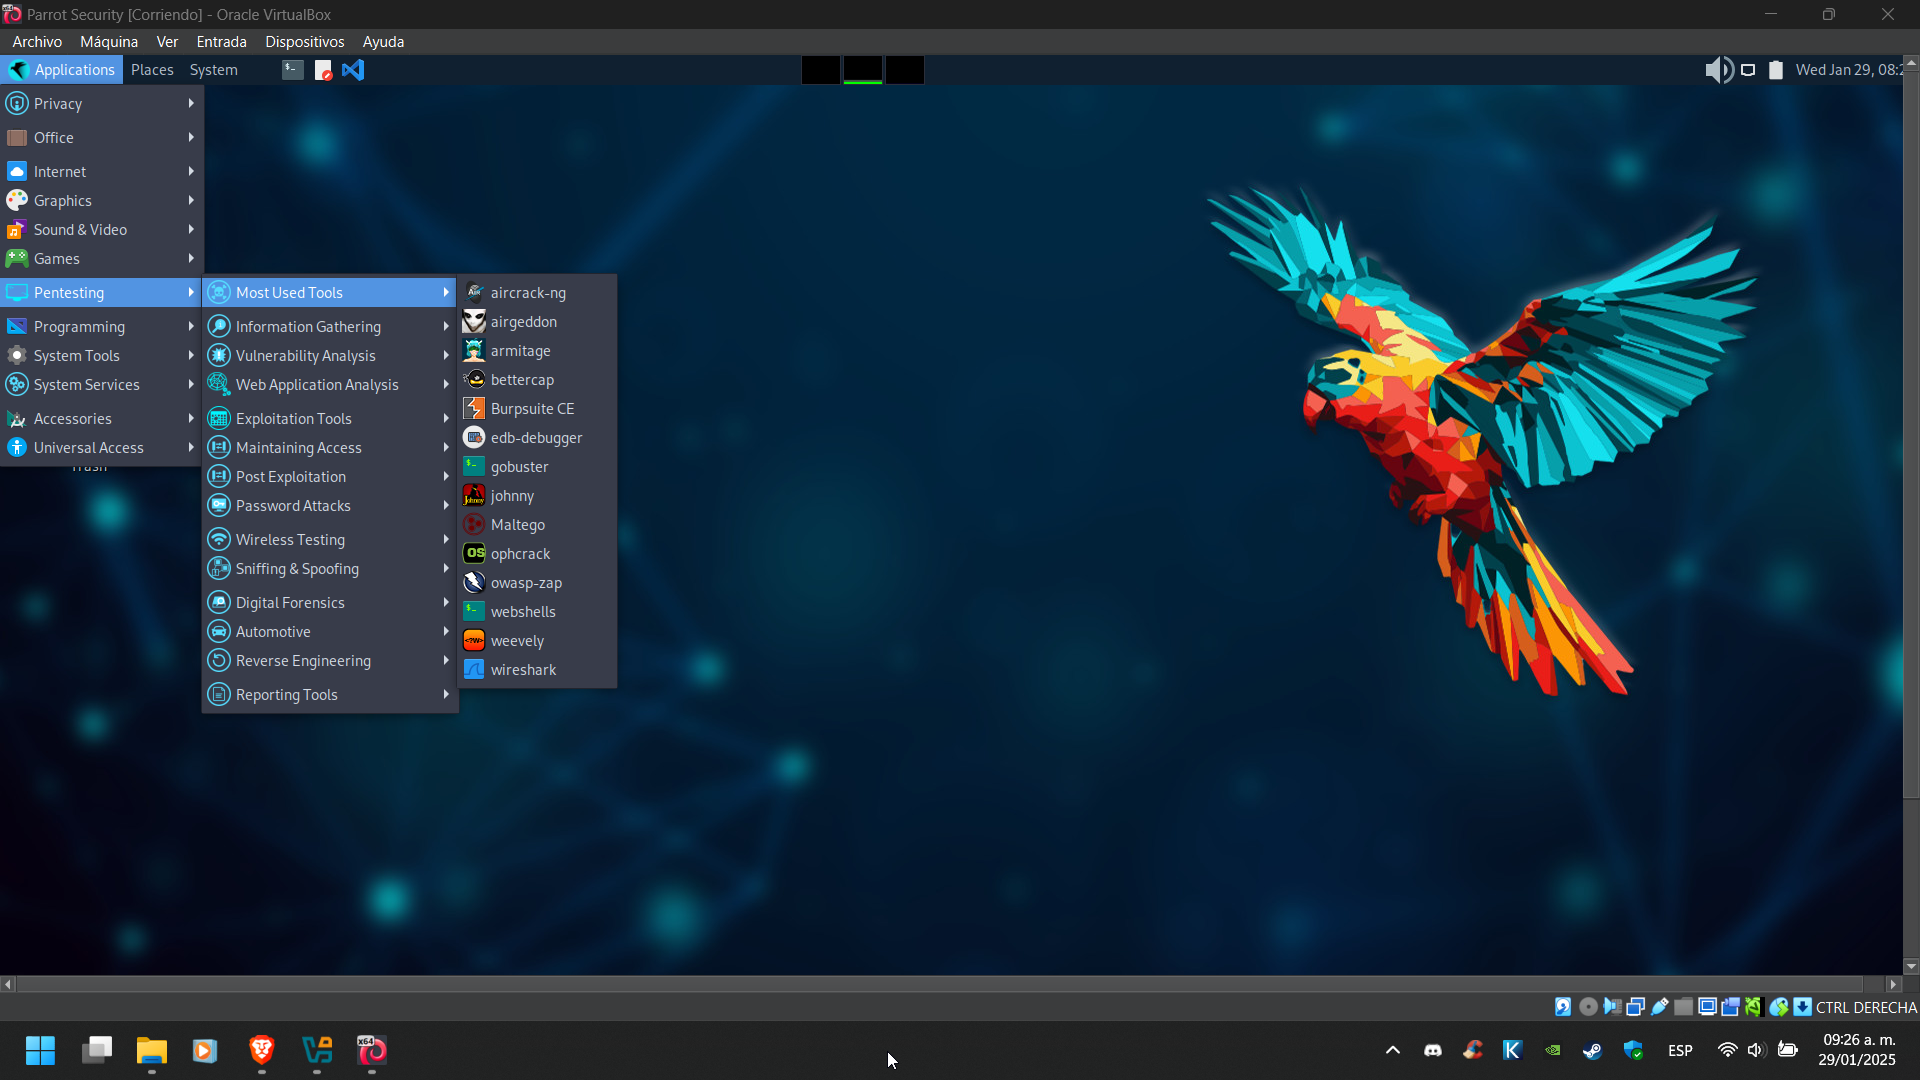 Parrot Security [Corriendo] - Oracle VirtualBox
Archivo Máquina Ver Entrada Dispositivos Ayuda
Applications Places System
Wed Jan 29, 08:2
Privacy
Office
Internet
Graphics
Sound & Video
Games
Pentesting
Programming
System Tools
System Services
Accessories
Universal Access
Trash
Most Used Tools
Information Gathering
Vulnerability Analysis
Web Application Analysis
Exploitation Tools
Maintaining Access
Post Exploitation
Password Attacks
Wireless Testing
Sniffing & Spoofing
Digital Forensics
Automotive
Reverse Engineering
Reporting Tools
aircrack-ng
airgeddon
armitage
bettercap
Burpsuite CE
edb-debugger
gobuster
johnny
Maltego
ophcrack
owasp-zap
webshells
weevely
wireshark
CTRL DERECHA
x64
ESP
09:26 a. m.
29/01/2025